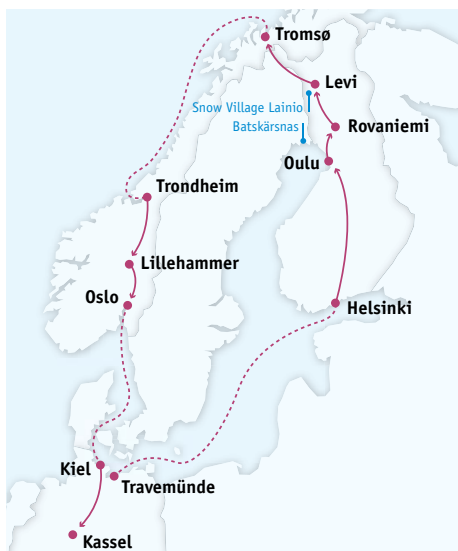 Tromsø
Levi
Snow Village Lainio
Batskärsnas
Rovaniemi
Oulu
Trondheim
Lillehammer
Oslo
Helsinki
Kiel
Travemünde
Kassel